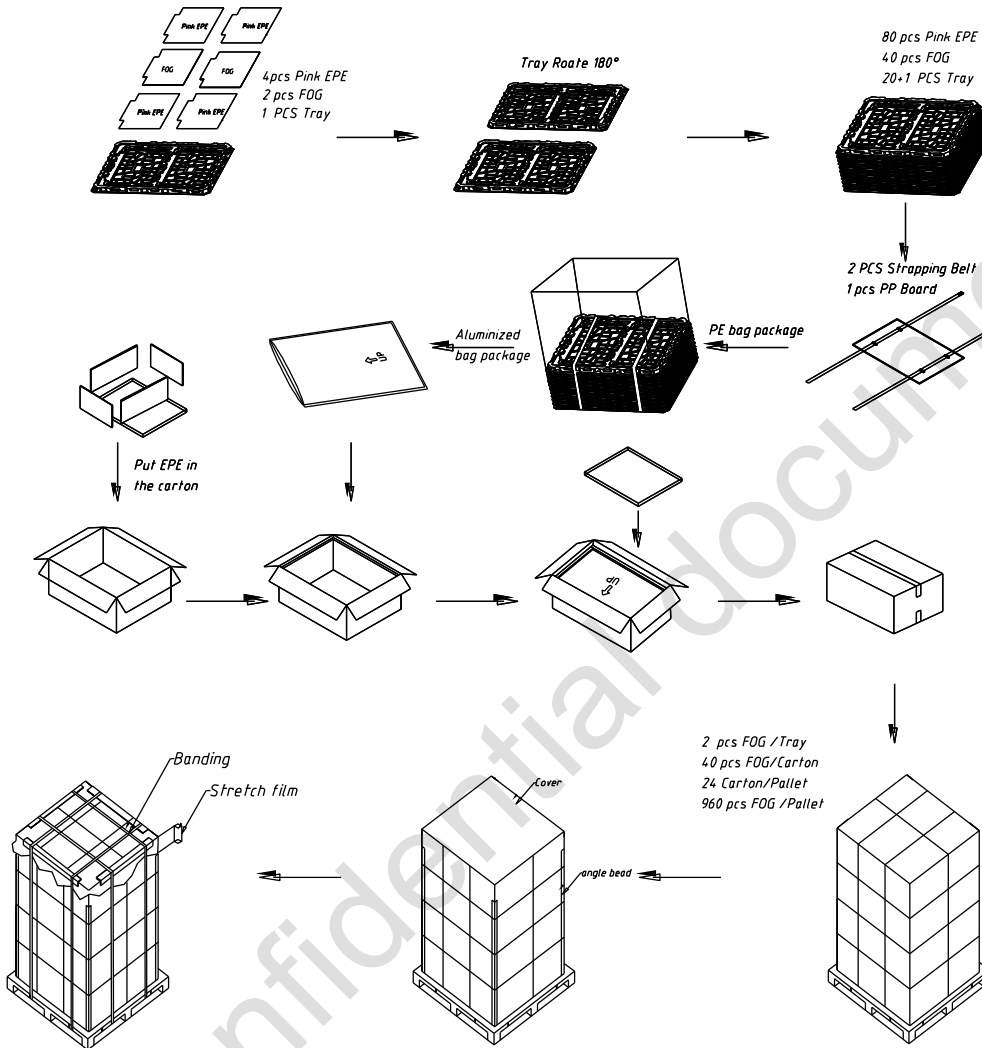 Pink EPE
Pink EPE
FOG
FOG
Pink EPE
Pink EPE
4pcs Pink EPE
2 pcs FOG
1 PCS Tray
Tray Roate 180°
80 pcs Pink EPE
40 pcs FOG
20+1 PCS Tray
2 PCS Strapping Belt
1 pcs PP Board
PE bag package
Aluminized
bag package
UP
Put EPE in
the carton
UP
2 pcs FOG /Tray
40 pcs FOG/Carton
24 Carton/Pallet
960 pcs FOG /Pallet
Banding
Stretch film
Cover
angle bead
nfidential docume